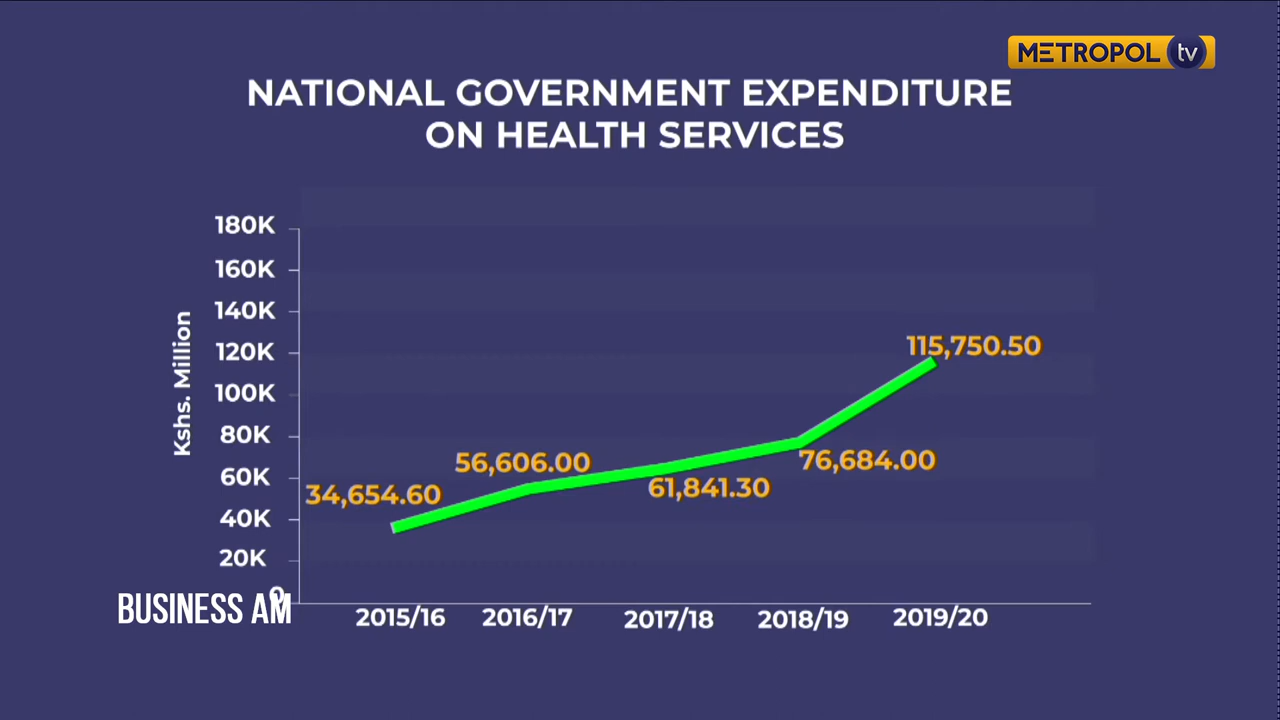 METROPOL tv
NATIONAL GOVERNMENT EXPENDITURE
ON HEALTH SERVICES
Kshs. Million
180K
160K
140K
120K
100K
80K
60K
40K
20K
0
34,654.60
56,606.00
61,841.30
76,684.00
115,750.50
2015/16 2016/17 2017/18 2018/19 2019/20
BUSINESS AM